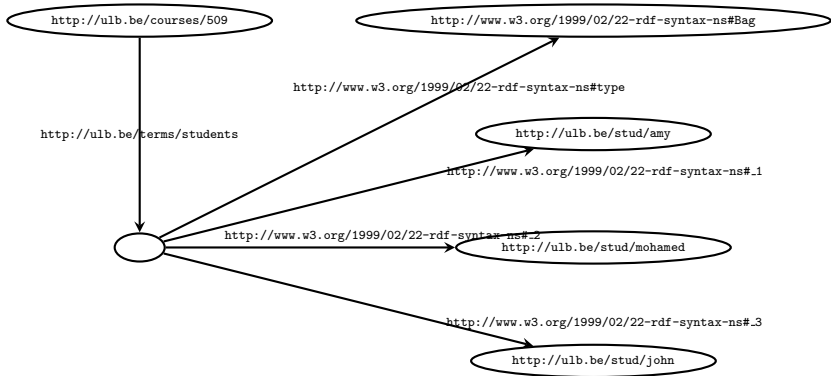 http://ulb.be/courses/509
http://www.w3.org/1999/02/22-rdf-syntax-ns#Bag
http://www.w3.org/1999/02/22-rdf-syntax-ns#type
http://ulb.be/terms/students
http://ulb.be/stud/amy
http://www.w3.org/1999/02/22-rdf-syntax-ns#_1
http://www.w3.org/1999/02/22-rdf-syntax-ns#_2
http://ulb.be/stud/mohamed
http://www.w3.org/1999/02/22-rdf-syntax-ns#_3
http://ulb.be/stud/john